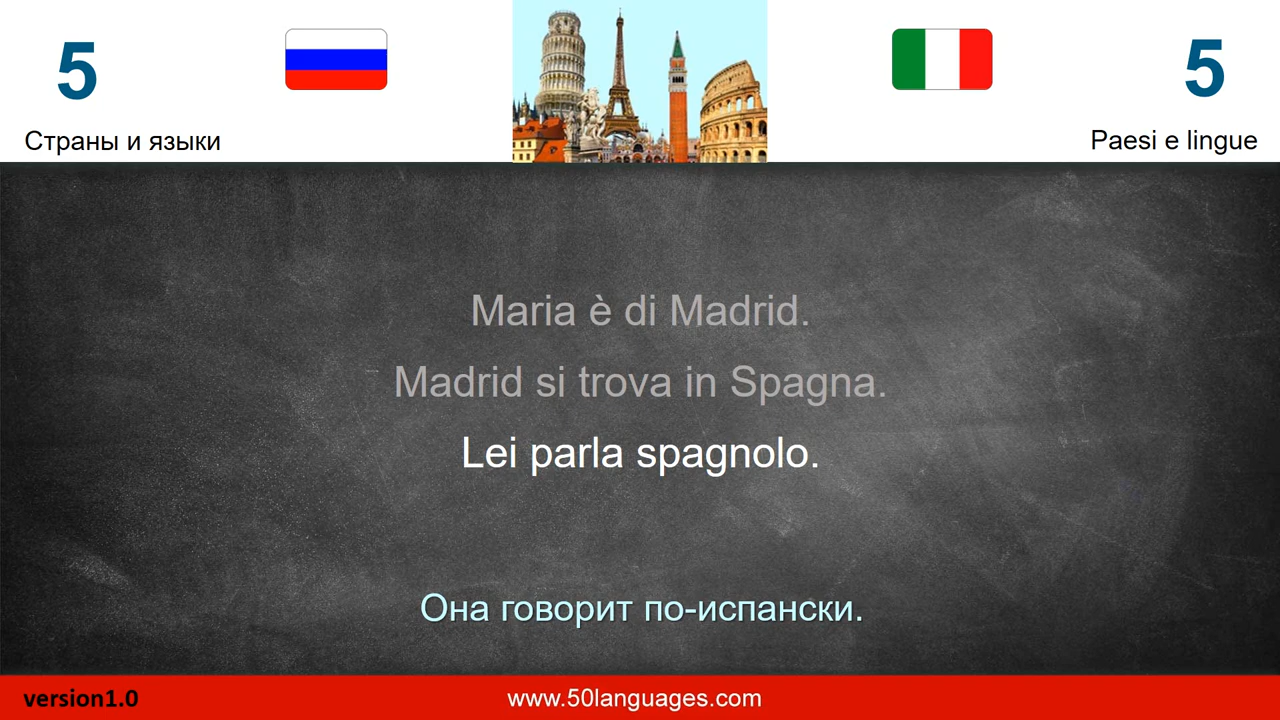 5
5
Страны и языки
Paesi e lingue
Maria è di Madrid.
Madrid si trova in Spagna.
Lei parla spagnolo.
Она говорит по-испански.
version1.0
www.50languages.com